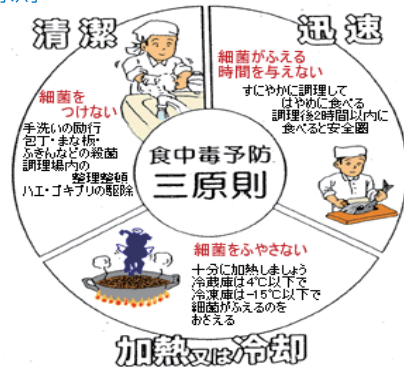 清潔
細菌を
つけない
手洗いの励行
包丁・まな板・
ふきんなどの殺菌
調理場内の
整理整頓
ハエ・ゴキブリの駆除
迅速
細菌がふえる
時間を与えない
すにやかに調理して
はやめに食べる
調理後2時間以内に
食べると安全圏
食中毒予防
三原則
細菌をふやさない
十分に加熱しましょう
冷蔵庫は4℃以下で
冷凍庫は-15℃以下で
細菌がふえるのを
おさえる
加熱又は冷却